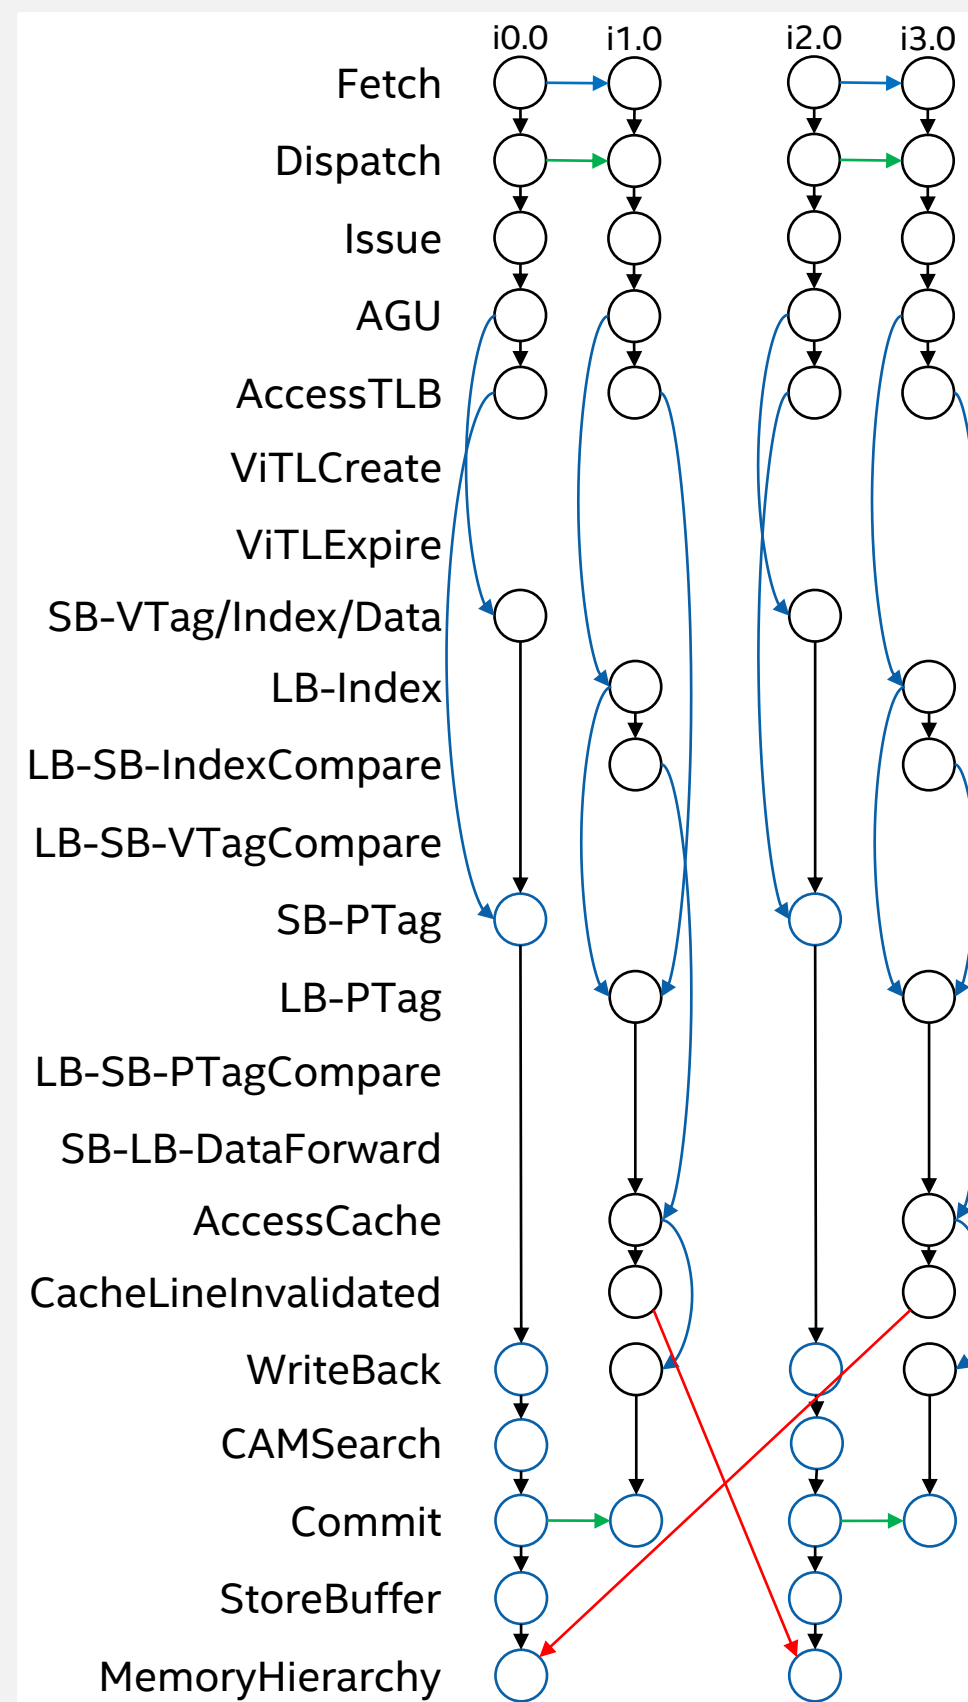 i0.0 i1.0 i2.0 i3.0
Fetch
Dispatch
Issue
AGU
AccessTLB
ViTLCreate
ViTLExpire
SB-VTag/Index/Data
LB-Index
LB-SB-IndexCompare
LB-SB-VTagCompare
SB-PTag
LB-PTag
LB-SB-PTagCompare
SB-LB-DataForward
AccessCache
CacheLineInvalidated
WriteBack
CAMSearch
Commit
StoreBuffer
MemoryHierarchy